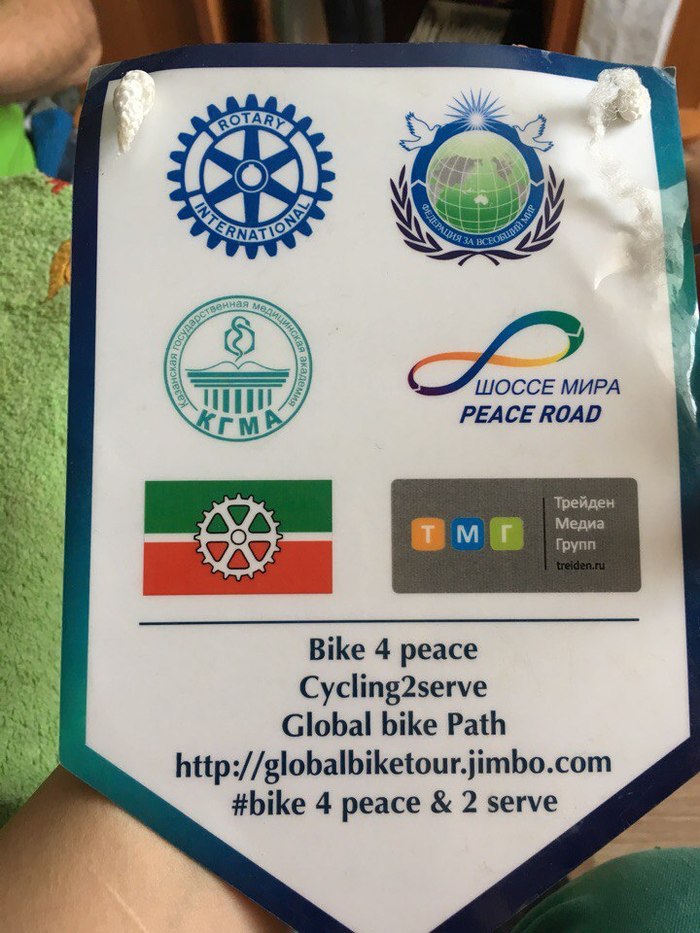 ROTARY
INTERNATIONAL
ФЕДЕРАЦИЯ ЗА ВСЕОБЩИЙ МИР
Казанская государственная медицинская академия
КГМА
ШОССЕ МИРА
PEACE ROAD
Т М Г
Трейден
Медиа
Групп
treiden.ru
Bike 4 peace
Cycling2serve
Global bike Path
http://globalbiketour.jimbo.com
#bike 4 peace & 2 serve